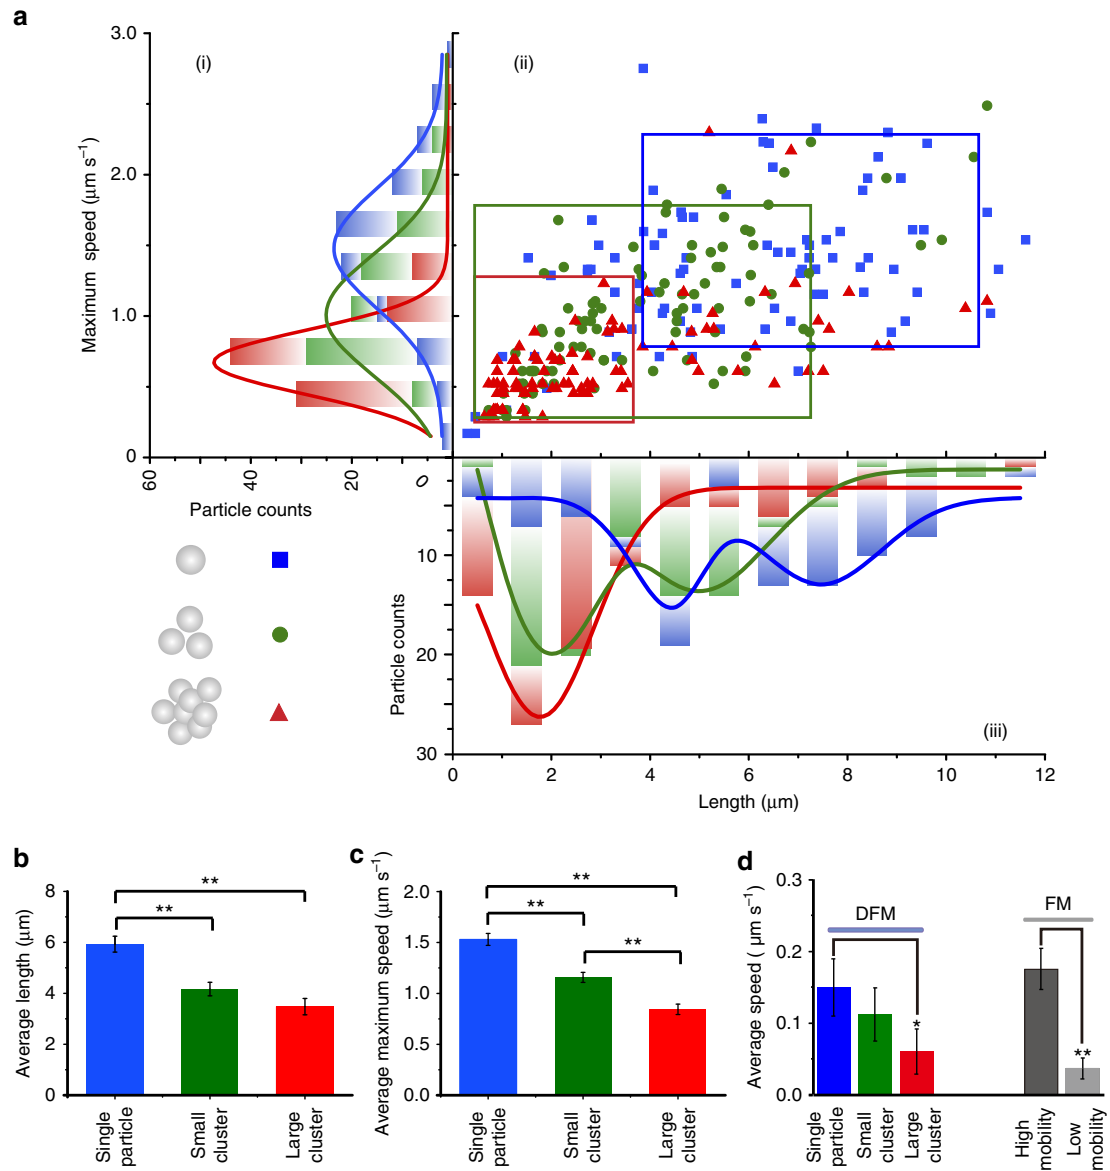 a
(i)
(ii)
Maximum speed (μm s⁻¹)
3.0
2.0
1.0
0
60
40
20
0
Particle counts
Particle counts
10
20
30
(iii)
0
2
4
6
8
10
12
Length (μm)
b
Average length (μm)
8
6
4
2
0
**
**
Single particle
Small cluster
Large cluster
c
Average maximum speed (μm s⁻¹)
2.0
1.5
1.0
0.5
0.0
**
**
**
Single particle
Small cluster
Large cluster
d
Average speed ( μm s⁻¹)
0.3
0.2
0.1
0.0
DFM
FM
*
**
Single particle
Small cluster
Large cluster
High mobility
Low mobility